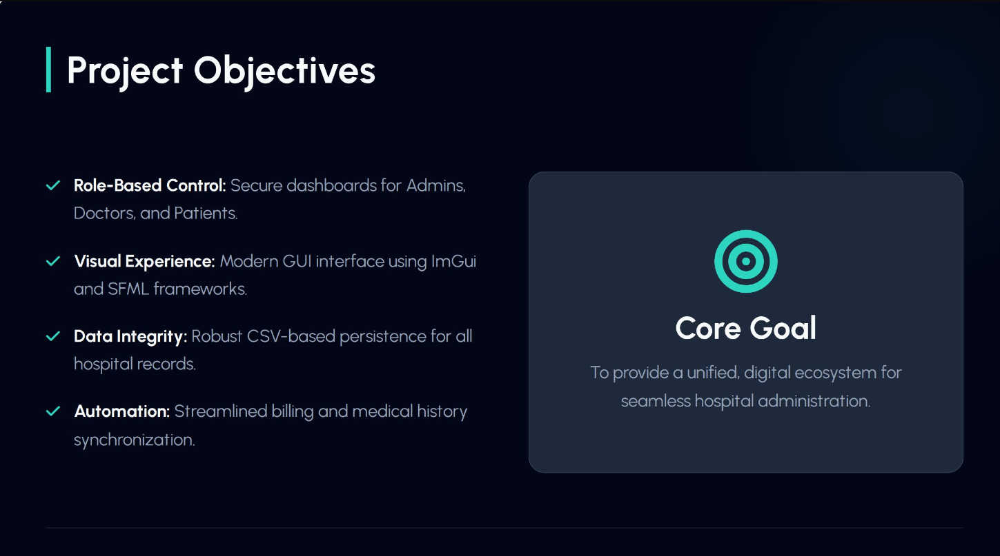 Project Objectives
Role-Based Control: Secure dashboards for Admins,
Doctors, and Patients.
Visual Experience: Modern GUI interface using ImGui
and SFML frameworks.
Data Integrity: Robust CSV-based persistence for all
hospital records.
Automation: Streamlined billing and medical history
synchronization.
Core Goal
To provide a unified, digital ecosystem for
seamless hospital administration.